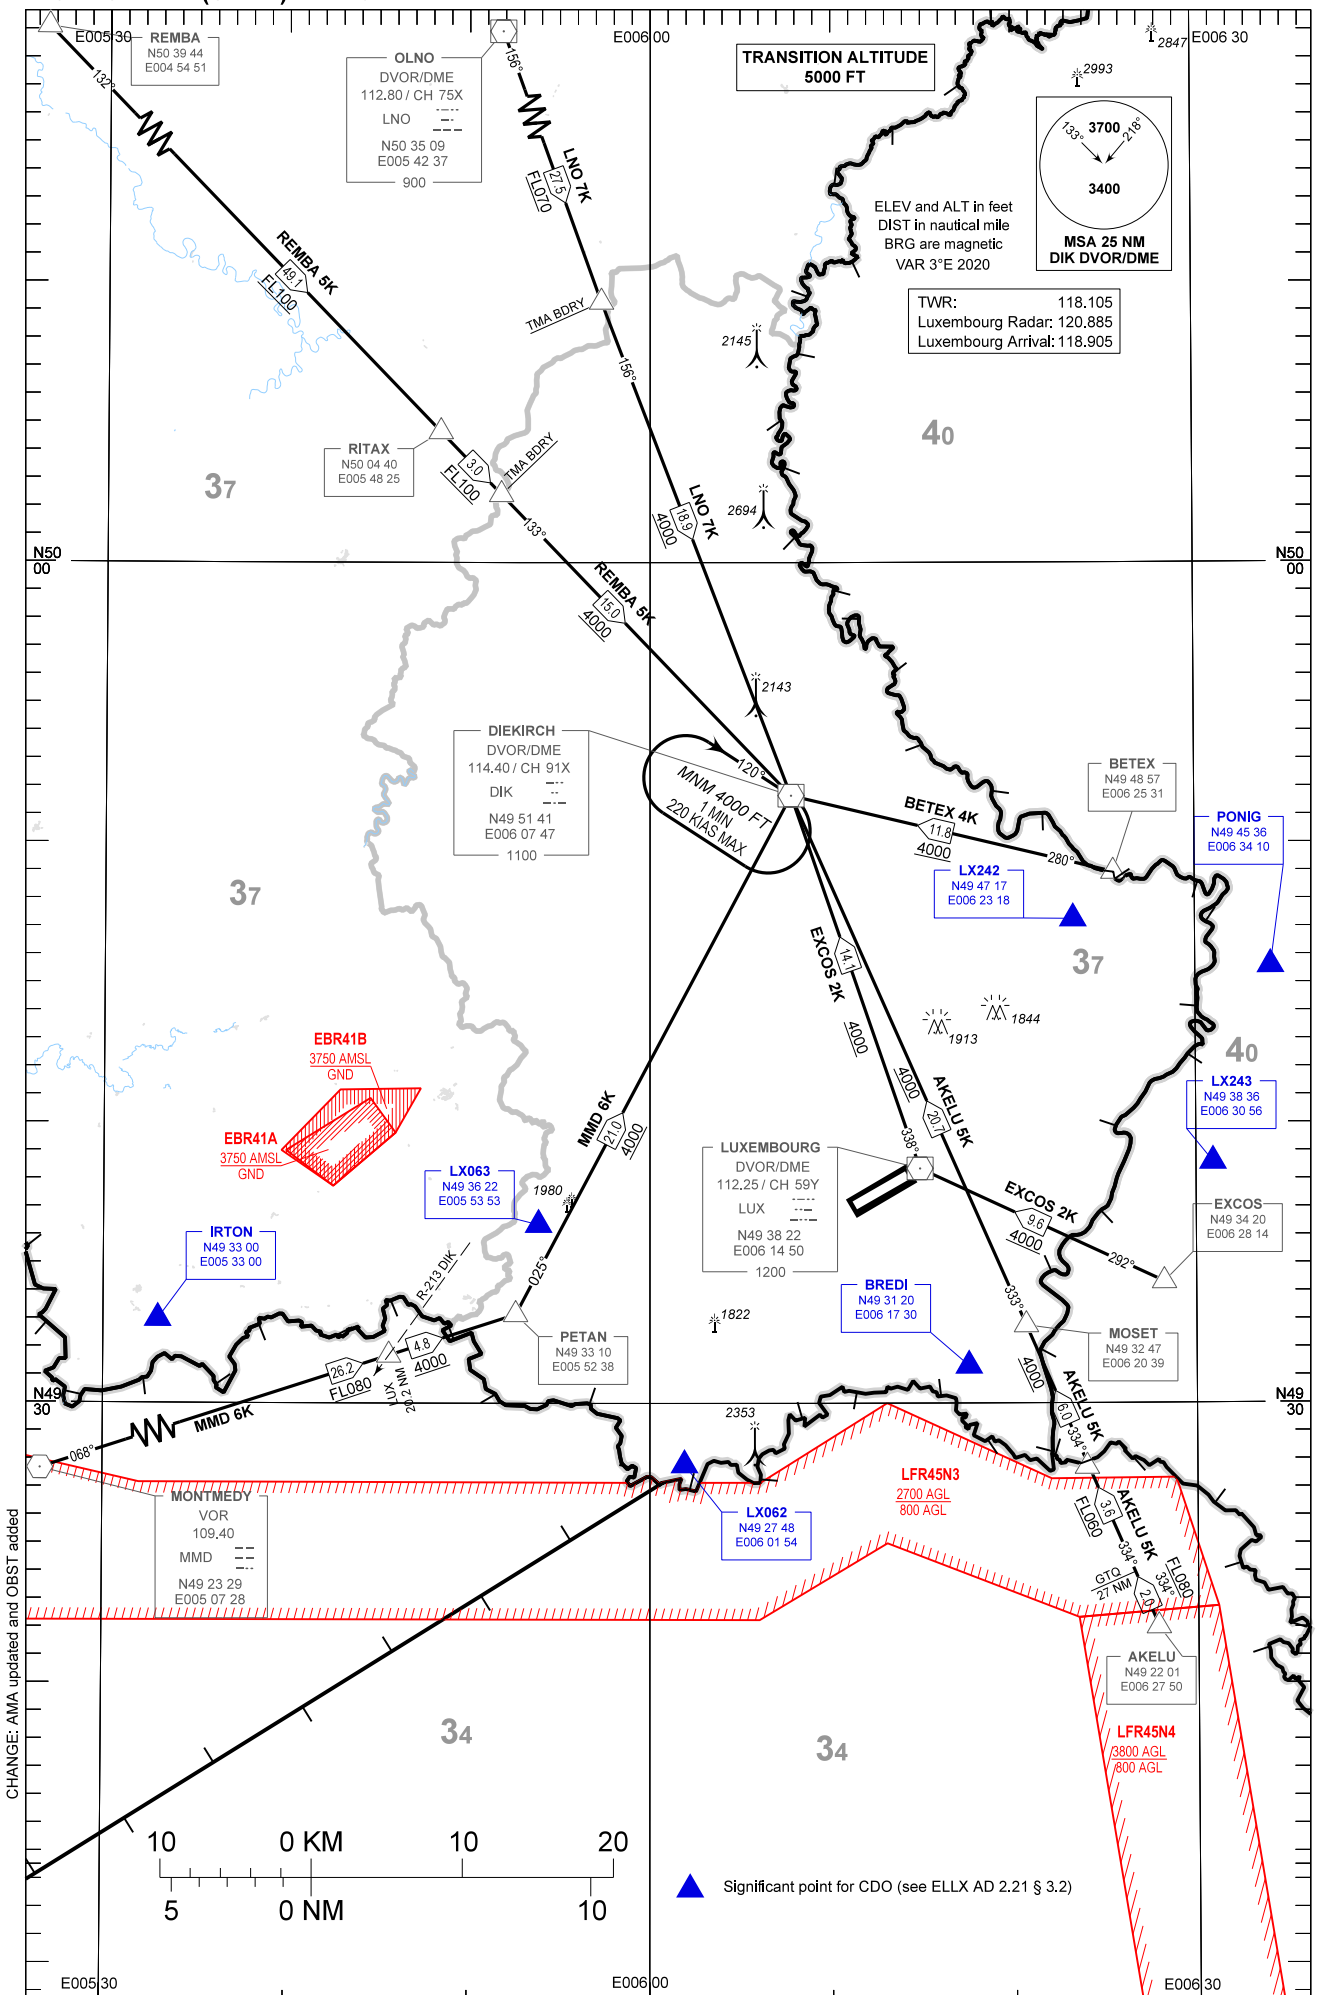 E005 30
REMBA
N50 39 44
E004 54 51
132°
OLNO
DVOR/DME
112.80 / CH 75X
LNO
N50 35 09
E005 42 37
900
156°
E006 00
TRANSITION ALTITUDE
5000 FT
2847
E006 30
2993
3700
133°
218°
3400
MSA 25 NM
DIK DVOR/DME
ELEV and ALT in feet
DIST in nautical mile
BRG are magnetic
VAR 3°E 2020
TWR: 118.105
Luxembourg Radar: 120.885
Luxembourg Arrival: 118.905
LNO 7K
27.5
FL070
REMBA 5K
49.1
FL100
TMA BDRY
156°
2145
RITAX
N50 04 40
E005 48 25
3.0
FL100
TMA BDRY
37
40
133°
LNO 7K
18.9
4000
2694
N50
00
N50
00
REMBA 5K
15.0
4000
2143
DIEKIRCH
DVOR/DME
114.40 / CH 91X
DIK
N49 51 41
E006 07 47
1100
120°
MNM 4000 FT
1 MIN
220 KIAS MAX
BETEX 4K
11.8
4000
280°
BETEX
N49 48 57
E006 25 31
PONIG
N49 45 36
E006 34 10
LX242
N49 47 17
E006 23 18
37
37
EXCOS 2K
14.1
4000
1913
1844
40
EBR41B
3750 AMSL
GND
EBR41A
3750 AMSL
GND
4000
AKELU 5K
20.7
LX243
N49 38 36
E006 30 56
MMD 6K
21.0
4000
338°
LUXEMBOURG
DVOR/DME
112.25 / CH 59Y
LUX
N49 38 22
E006 14 50
1200
LX063
N49 36 22
E005 53 53
1980
EXCOS 2K
9.6
4000
292°
EXCOS
N49 34 20
E006 28 14
IRTON
N49 33 00
E005 33 00
R-213 DIK
025°
BREDI
N49 31 20
E006 17 30
333°
1822
MOSET
N49 32 47
E006 20 39
PETAN
N49 33 10
E005 52 38
4.8
4000
26.2
FL080
LUX
20.2 NM
N49
30
N49
30
MMD 6K
068°
4000
AKELU 5K
6.0
334°
2353
LFR45N3
2700 AGL
800 AGL
MONTMEDY
VOR
109.40
MMD
N49 23 29
E005 07 28
LX062
N49 27 48
E006 01 54
AKELU 5K
3.6
FL060
334°
GTQ
27 NM
FL080
334°
2.0
AKELU
N49 22 01
E006 27 50
LFR45N4
3800 AGL
800 AGL
34
34
CHANGE: AMA updated and OBST added
10 0 KM 10 20
5 0 NM 10
Significant point for CDO (see ELLX AD 2.21 § 3.2)
E005 30
E006 00
E006 30